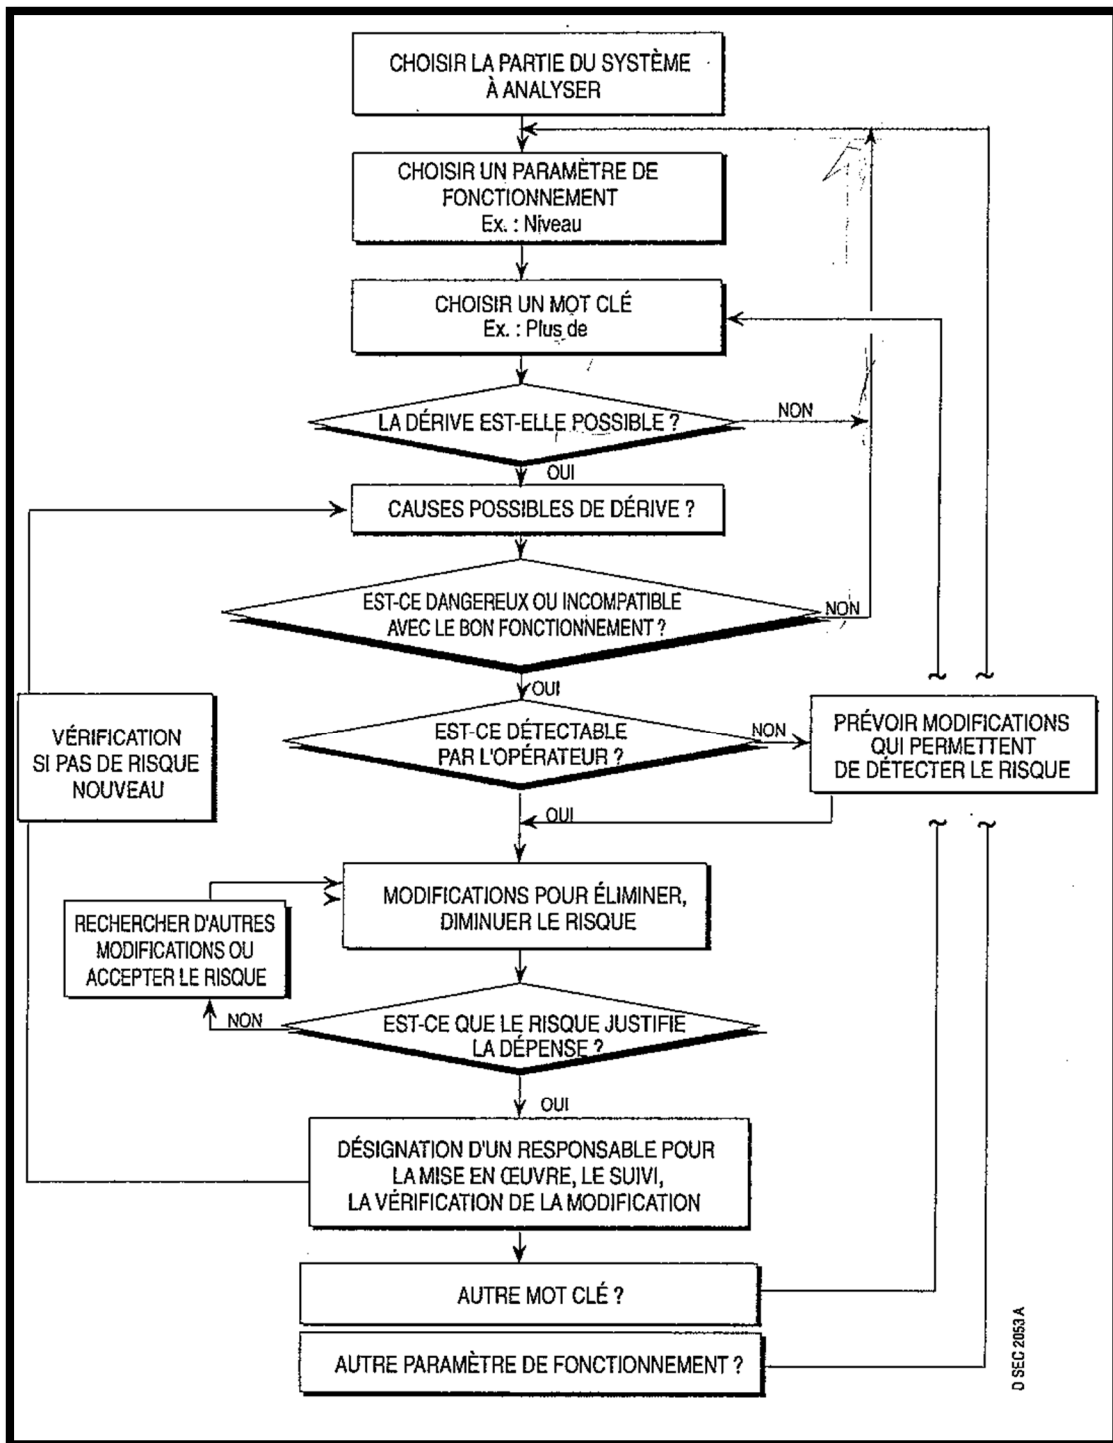 CHOISIR LA PARTIE DU SYSTÈME
À ANALYSER
CHOISIR UN PARAMÈTRE DE
FONCTIONNEMENT
Ex. : Niveau
CHOISIR UN MOT CLÉ
Ex. : Plus de
LA DÉRIVE EST-ELLE POSSIBLE ?
NON
OUI
CAUSES POSSIBLES DE DÉRIVE ?
EST-CE DANGEREUX OU INCOMPATIBLE
AVEC LE BON FONCTIONNEMENT ?
NON
OUI
VÉRIFICATION
SI PAS DE RISQUE
NOUVEAU
EST-CE DÉTECTABLE
PAR L'OPÉRATEUR ?
NON
PRÉVOIR MODIFICATIONS
QUI PERMETTENT
DE DÉTECTER LE RISQUE
OUI
MODIFICATIONS POUR ÉLIMINER,
DIMINUER LE RISQUE
RECHERCHER D'AUTRES
MODIFICATIONS OU
ACCEPTER LE RISQUE
NON
EST-CE QUE LE RISQUE JUSTIFIE
LA DÉPENSE ?
OUI
DÉSIGNATION D'UN RESPONSABLE POUR
LA MISE EN ŒUVRE, LE SUIVI,
LA VÉRIFICATION DE LA MODIFICATION
AUTRE MOT CLÉ ?
AUTRE PARAMÈTRE DE FONCTIONNEMENT ?
D SEC 2053 A